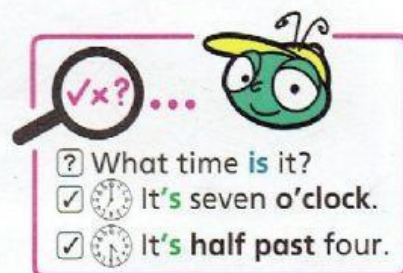 ✓×?...
? What time is it?
✓ It's seven o'clock.
✓ It's half past four.